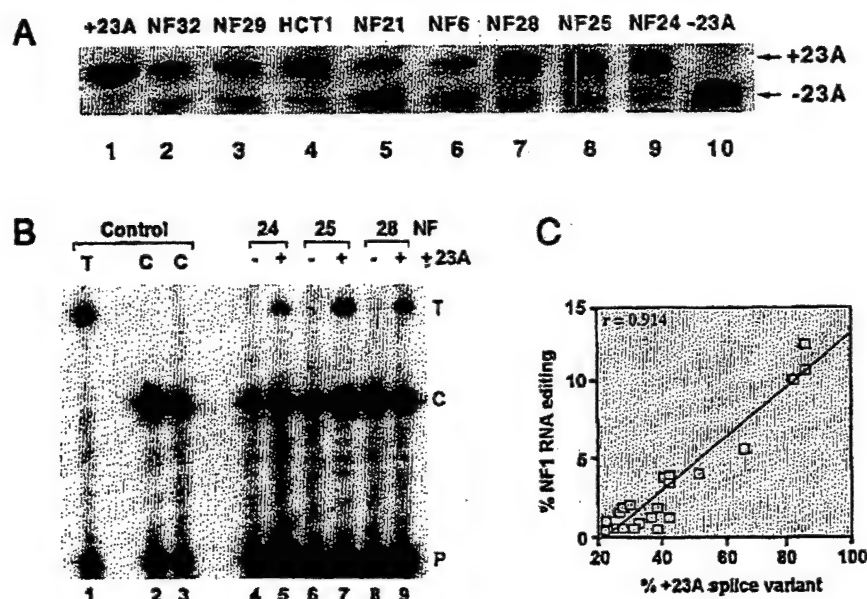 A
+23A NF32 NF29 HCT1 NF21 NF6 NF28 NF25 NF24 -23A
+23A
-23A
1 2 3 4 5 6 7 8 9 10
B
Control
24 25 28 NF
T C C - + - + - + ±23A
T
C
P
1 2 3 4 5 6 7 8 9
C
r = 0.914
% NF1 RNA editing
15
10
5
0
20 40 60 80 100
% +23A splice variant